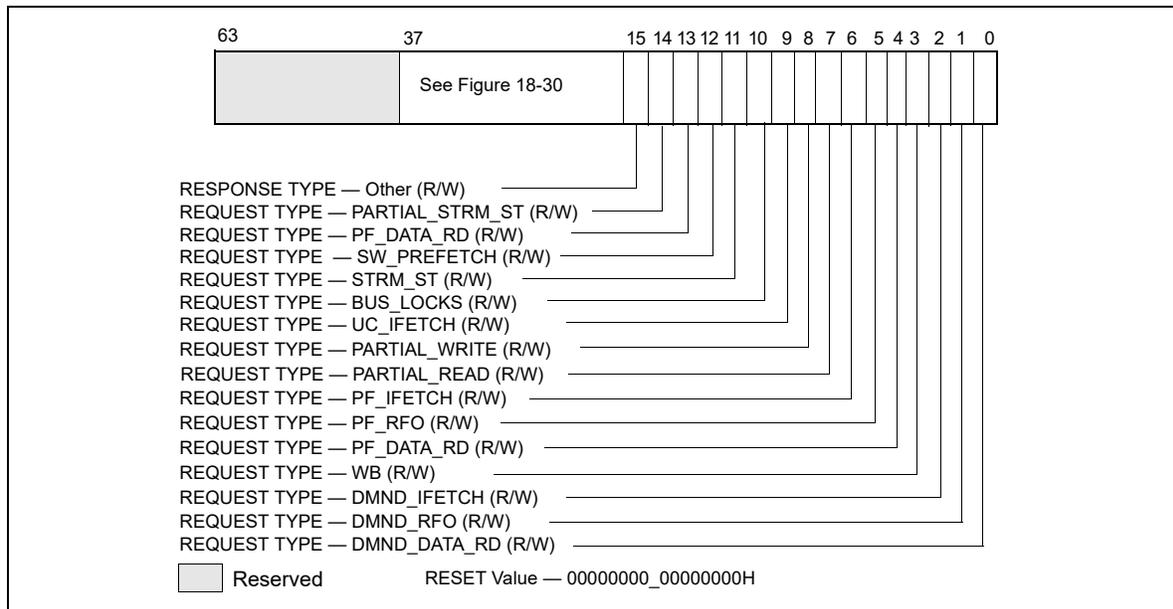 63 37 15 14 13 12 11 10 9 8 7 6 5 4 3 2 1 0
See Figure 18-30
RESPONSE TYPE — Other (R/W)
REQUEST TYPE — PARTIAL_STRM_ST (R/W)
REQUEST TYPE — PF_DATA_RD (R/W)
REQUEST TYPE — SW_PREFETCH (R/W)
REQUEST TYPE — STRM_ST (R/W)
REQUEST TYPE — BUS_LOCKS (R/W)
REQUEST TYPE — UC_IFETCH (R/W)
REQUEST TYPE — PARTIAL_WRITE (R/W)
REQUEST TYPE — PARTIAL_READ (R/W)
REQUEST TYPE — PF_IFETCH (R/W)
REQUEST TYPE — PF_RFO (R/W)
REQUEST TYPE — PF_DATA_RD (R/W)
REQUEST TYPE — WB (R/W)
REQUEST TYPE — DMND_IFETCH (R/W)
REQUEST TYPE — DMND_RFO (R/W)
REQUEST TYPE — DMND_DATA_RD (R/W)
Reserved RESET Value — 00000000_00000000H